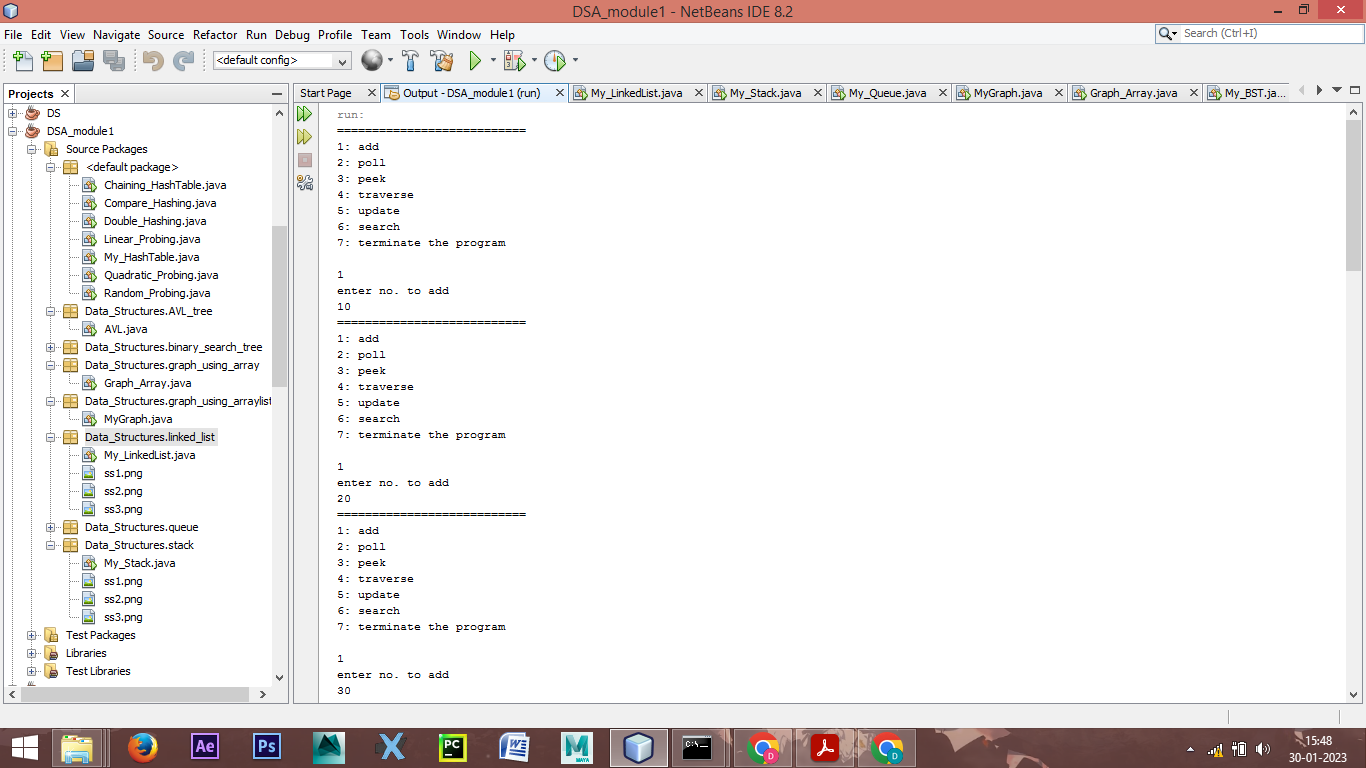 DSA_module1 - NetBeans IDE 8.2
File Edit View Navigate Source Refactor Run Debug Profile Team Tools Window Help
Search (Ctrl+I)
<default config>
Projects
Start Page
Output - DSA_module1 (run)
My_LinkedList.java
My_Stack.java
My_Queue.java
MyGraph.java
Graph_Array.java
My_BST.ja...
DS
DSA_module1
Source Packages
<default package>
Chaining_HashTable.java
Compare_Hashing.java
Double_Hashing.java
Linear_Probing.java
My_HashTable.java
Quadratic_Probing.java
Random_Probing.java
Data_Structures.AVL_tree
AVL.java
Data_Structures.binary_search_tree
Data_Structures.graph_using_array
Graph_Array.java
Data_Structures.graph_using_arraylist
MyGraph.java
Data_Structures.linked_list
My_LinkedList.java
ss1.png
ss2.png
ss3.png
Data_Structures.queue
Data_Structures.stack
My_Stack.java
ss1.png
ss2.png
ss3.png
Test Packages
Libraries
Test Libraries
run:
===========================
1: add
2: poll
3: peek
4: traverse
5: update
6: search
7: terminate the program
1
enter no. to add
10
===========================
1: add
2: poll
3: peek
4: traverse
5: update
6: search
7: terminate the program
1
enter no. to add
20
===========================
1: add
2: poll
3: peek
4: traverse
5: update
6: search
7: terminate the program
1
enter no. to add
30
Ae
Ps
PC
W
M
MAYA
C:\
D
D
15:48
30-01-2023